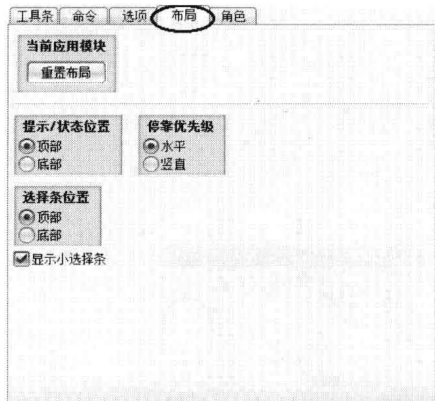 工具条 命令 选项 布局 角色
当前应用模块
重置布局
提示/状态位置 停靠优先级
顶部 水平
底部 竖直
选择条位置
顶部
底部
显示小选择条